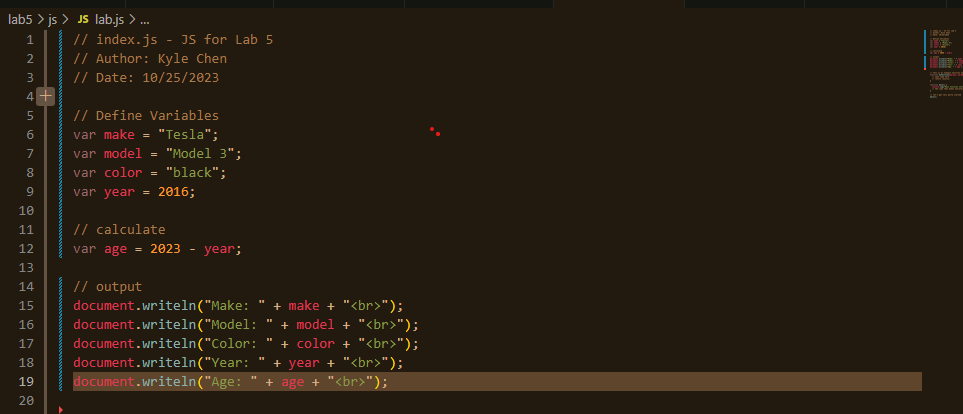 lab5 > js > JS lab.js > ...
1 // index.js - JS for Lab 5
2 // Author: Kyle Chen
3 // Date: 10/25/2023
4
5 // Define Variables
6 var make = "Tesla";
7 var model = "Model 3";
8 var color = "black";
9 var year = 2016;
10
11 // calculate
12 var age = 2023 - year;
13
14 // output
15 document.writeln("Make: " + make + "<br>");
16 document.writeln("Model: " + model + "<br>");
17 document.writeln("Color: " + color + "<br>");
18 document.writeln("Year: " + year + "<br>");
19 document.writeln("Age: " + age + "<br>");
20